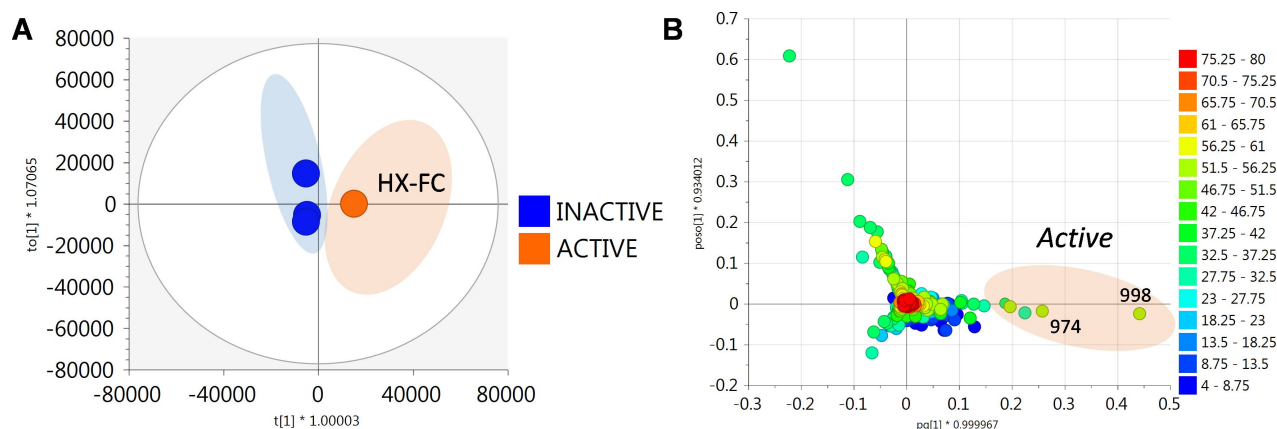 A
80000
60000
40000
20000
0
-20000
-40000
-60000
-80000
to[1] * 1.07065
-80000 -40000 0 40000 80000
t[1] * 1.00003
HX-FC
INACTIVE
ACTIVE
B
0.7
0.6
0.5
0.4
0.3
0.2
0.1
0
-0.1
-0.2
poso[1] * 0.934012
-0.3 -0.2 -0.1 0 0.1 0.2 0.3 0.4 0.5
pq[1] * 0.999967
Active
998
974
75.25 - 80
70.5 - 75.25
65.75 - 70.5
61 - 65.75
56.25 - 61
51.5 - 56.25
46.75 - 51.5
42 - 46.75
37.25 - 42
32.5 - 37.25
27.75 - 32.5
23 - 27.75
18.25 - 23
13.5 - 18.25
8.75 - 13.5
4 - 8.75